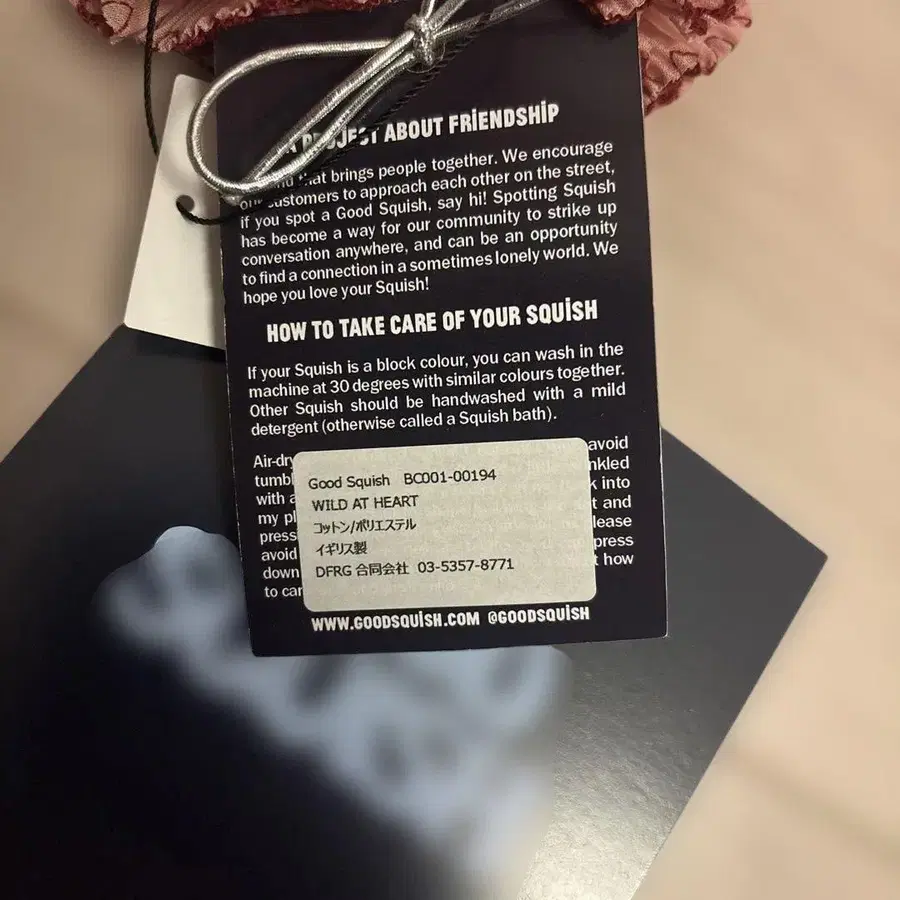 PROJECT ABOUT FRiENDSHiP
that brings people together. We encourage
our customers to approach each other on the street,
if you spot a Good Squish, say hi! Spotting Squish
has become a way for our community to strike up
conversation anywhere, and can be an opportunity
to find a connection in a sometimes lonely world. We
hope you love your Squish!
HOW TO TAKE CARE OF YOUR SQUiSH
If your Squish is a block colour, you can wash in the
machine at 30 degrees with similar colours together.
Other Squish should be handwashed with a mild
detergent (otherwise called a Squish bath).
Air-dry avoid
with
into
my and
press
avoid press
down how
to
Good Squish BC001-00194
WILD AT HEART
コットン/ポリエステル
イギリス製
DFRG 合同会社 03-5357-8771
WWW.GOODSQUiSH.COM @GOODSQUiSH